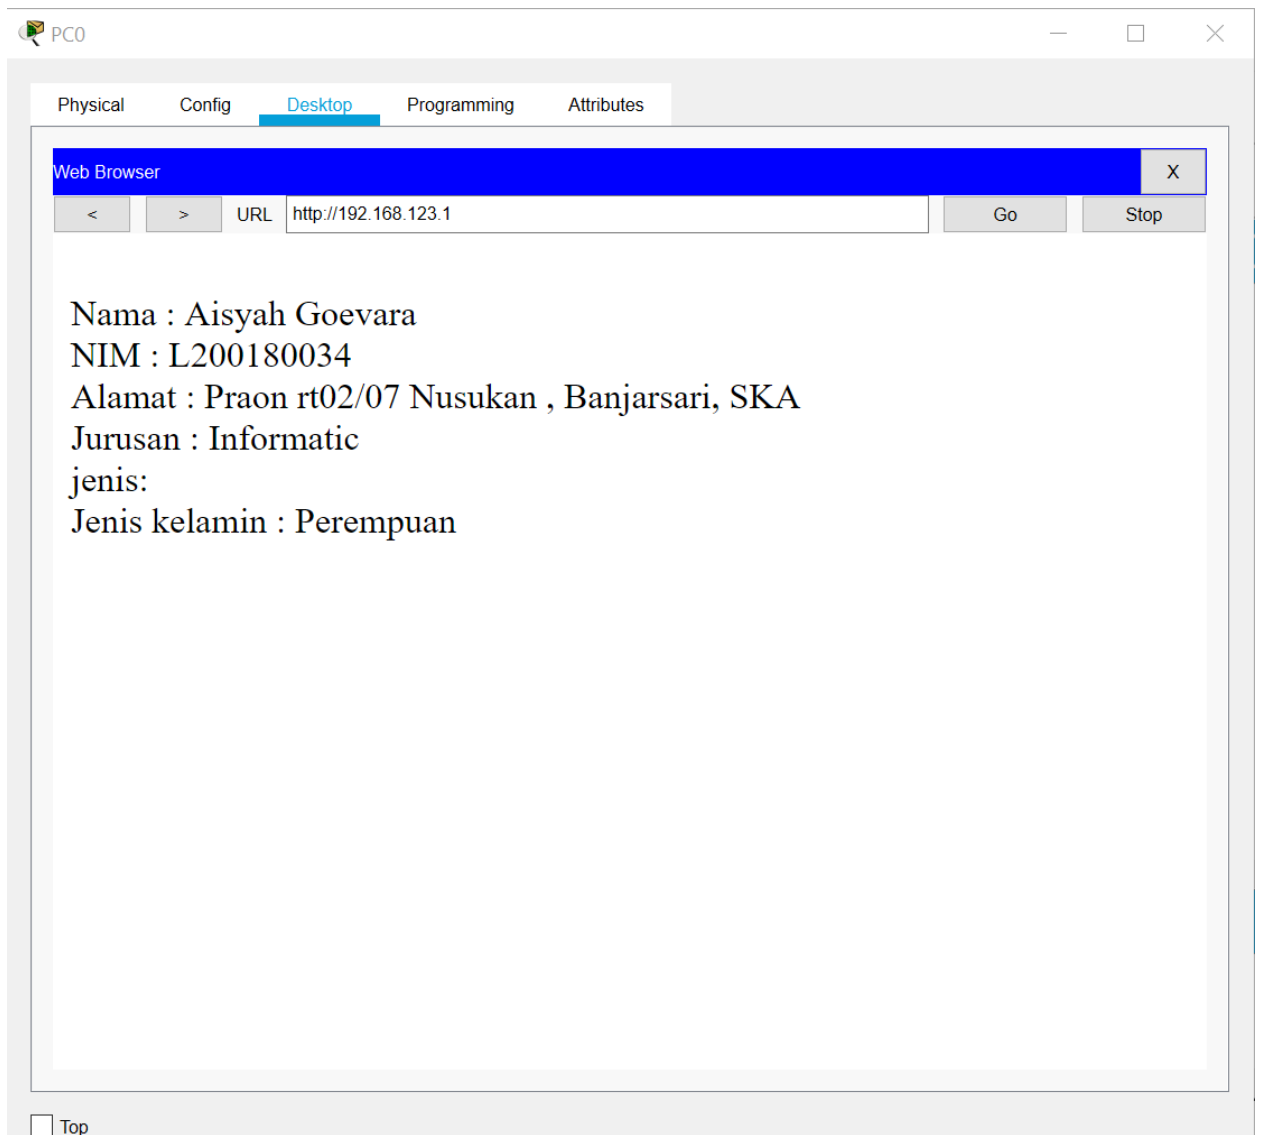 PC0
Physical Config Desktop Programming Attributes
Web Browser X
< > URL http://192.168.123.1 Go Stop
Nama : Aisyah Goevara
NIM : L200180034
Alamat : Praon rt02/07 Nusukan , Banjarsari, SKA
Jurusan : Informatic
jenis:
Jenis kelamin : Perempuan
Top